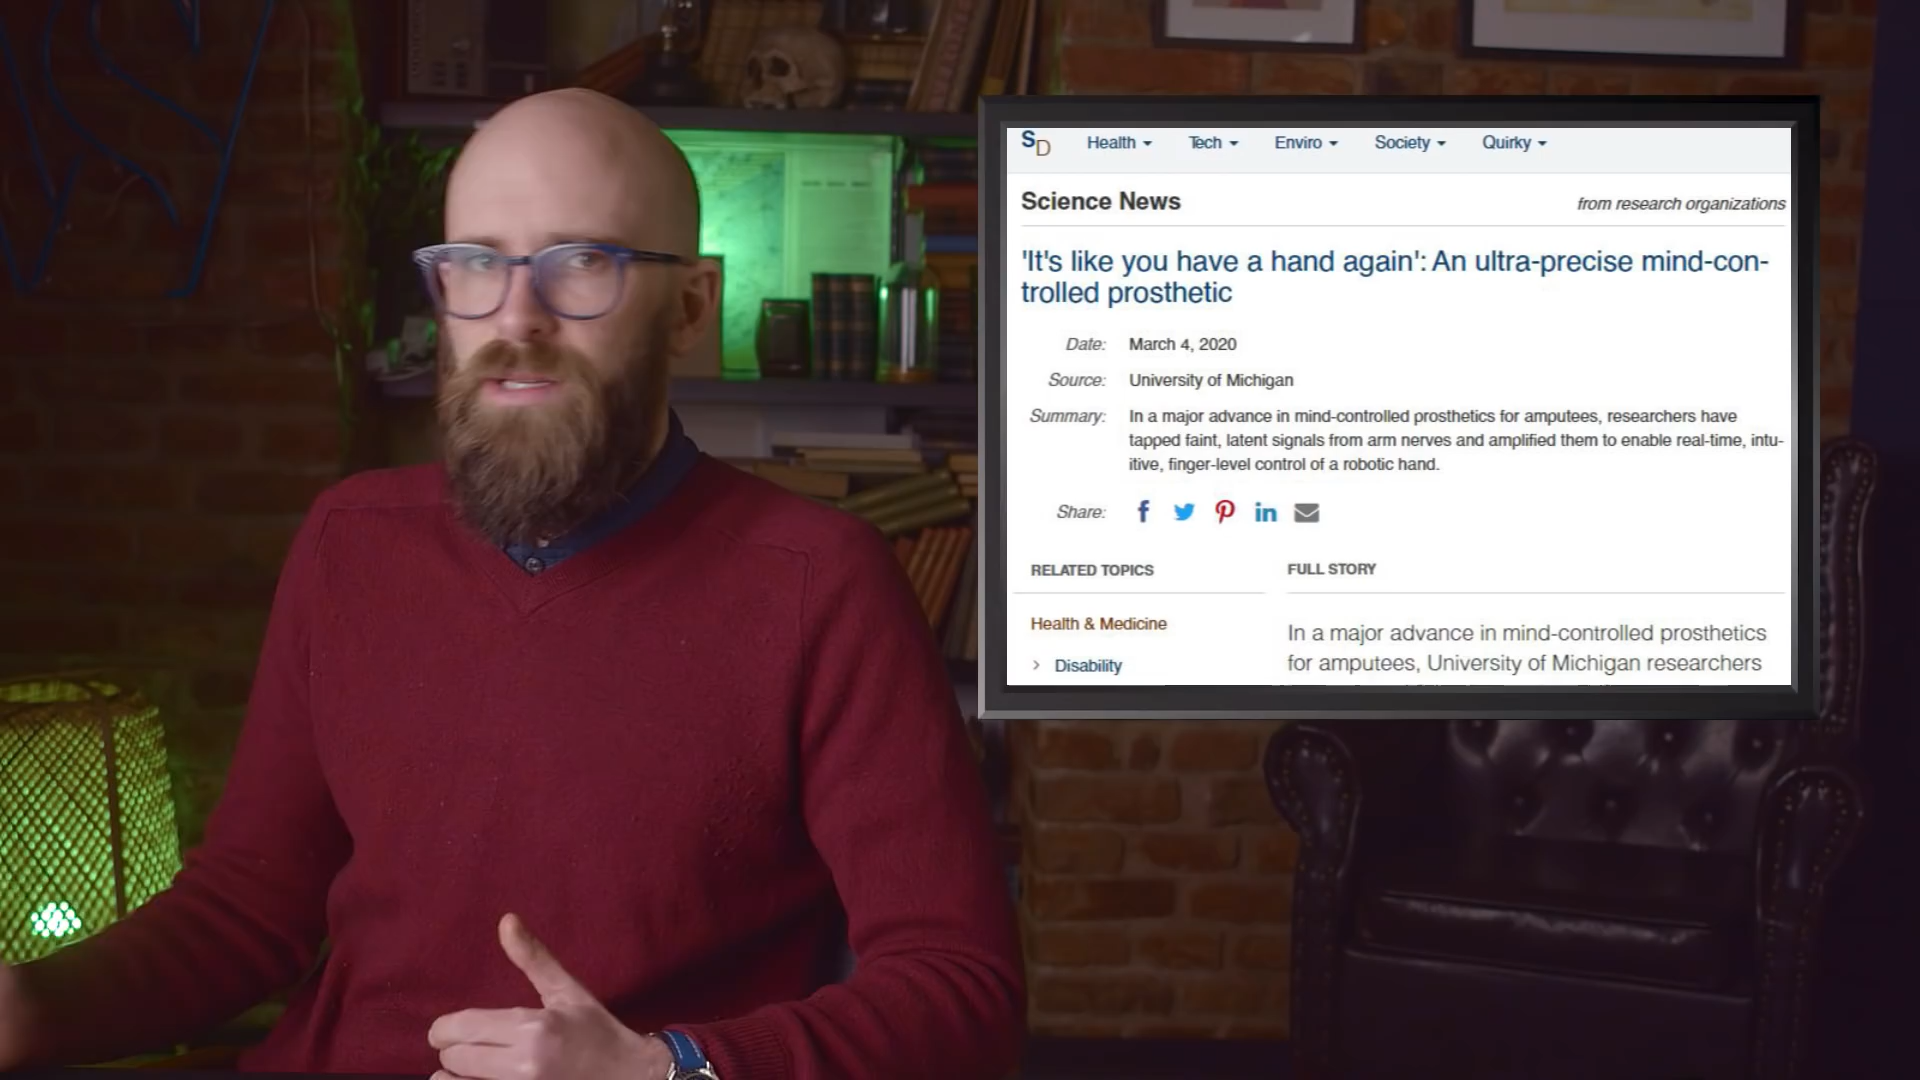 SD
Health Tech Enviro Society Quirky
Science News
from research organizations
'It's like you have a hand again': An ultra-precise mind-con-
trolled prosthetic
Date: March 4, 2020
Source: University of Michigan
Summary: In a major advance in mind-controlled prosthetics for amputees, researchers have
tapped faint, latent signals from arm nerves and amplified them to enable real-time, intu-
itive, finger-level control of a robotic hand.
Share: f in
RELATED TOPICS
FULL STORY
Health & Medicine
> Disability
In a major advance in mind-controlled prosthetics
for amputees, University of Michigan researchers